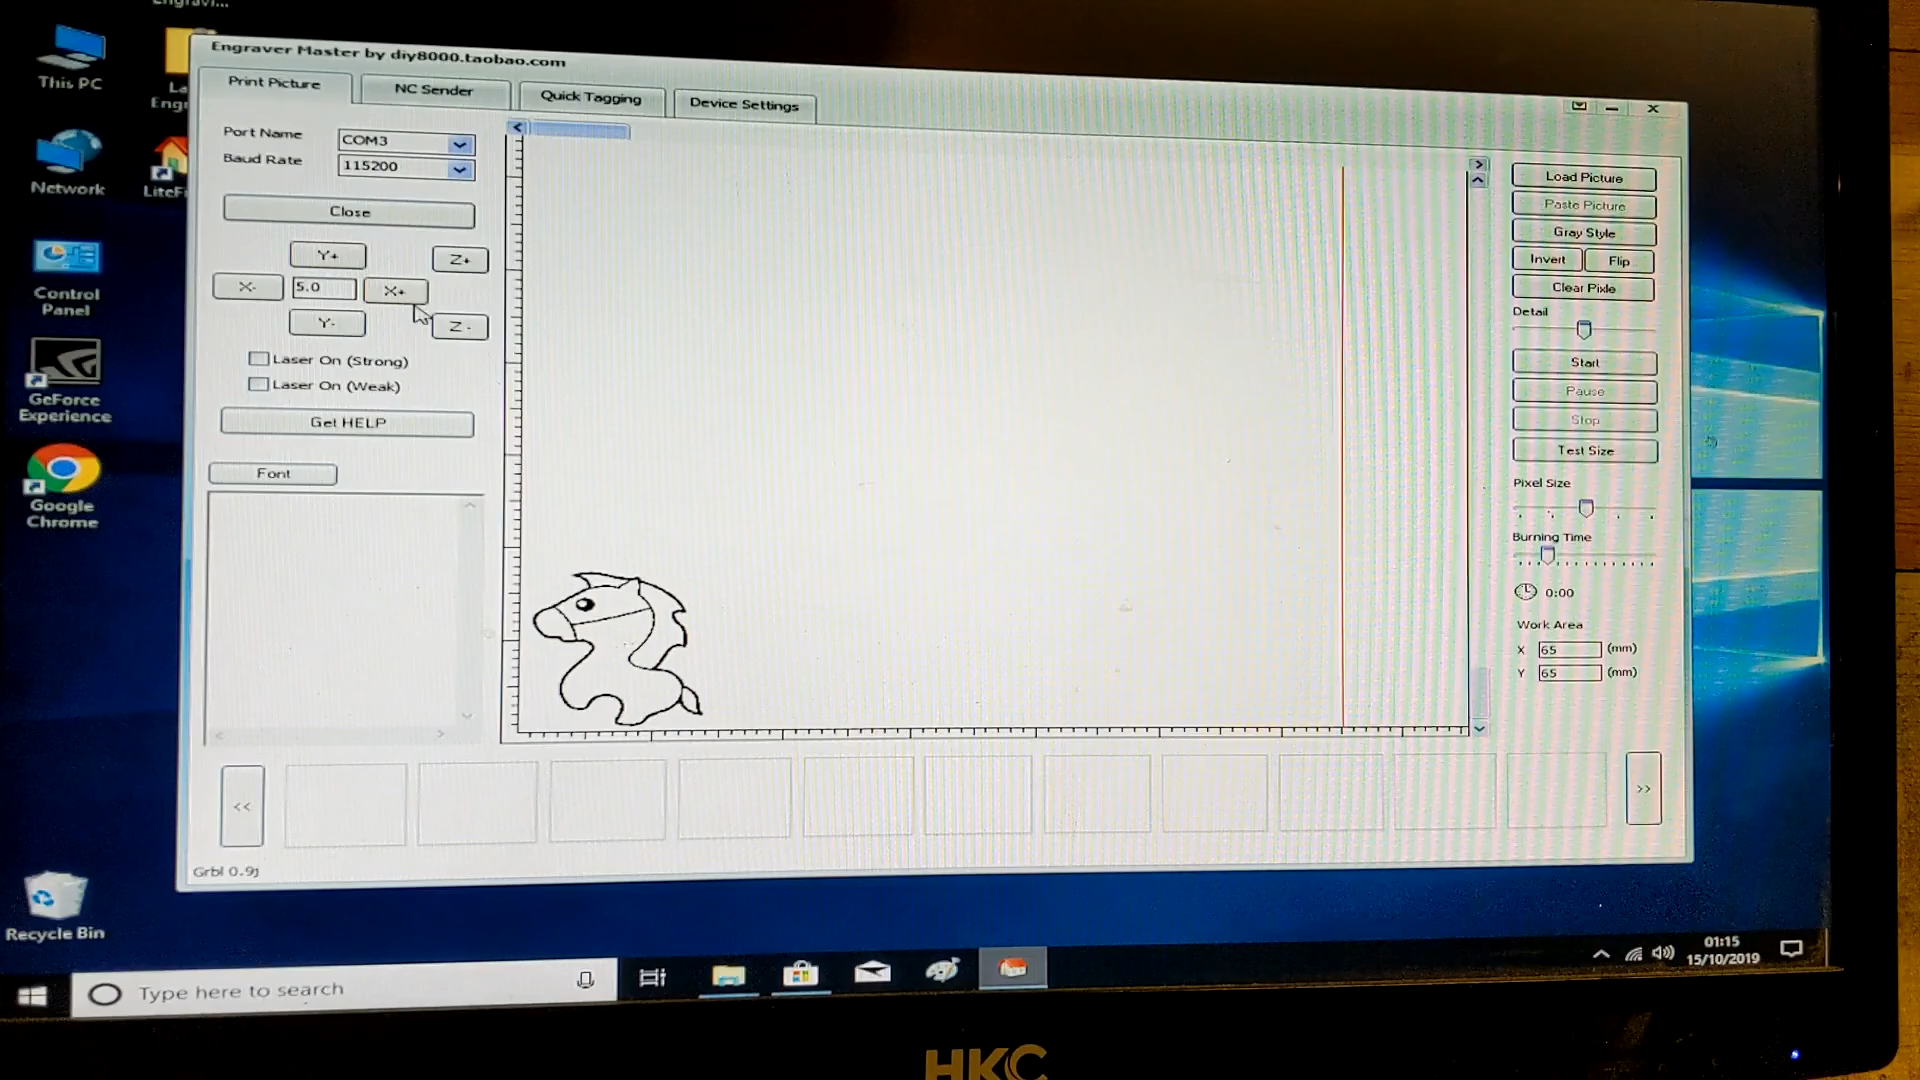 Engravi...
This PC
Network
Control
Panel
GeForce
Experience
Google
Chrome
Recycle Bin
La
Engr
LiteFi
Engraver Master by diy8000.taobao.com
Print Picture
NC Sender
Quick Tagging
Device Settings
Port Name
COM3
Baud Rate
115200
Close
Y+
Z+
X-
5.0
X+
Y-
Z -
Laser On (Strong)
Laser On (Weak)
Get HELP
Font
Load Picture
Paste Picture
Gray Style
Invert
Flip
Clear Pixle
Detail
Start
Pause
Stop
Test Size
Pixel Size
Burning Time
0:00
Work Area
X 65 (mm)
Y 65 (mm)
<<
>>
Grbl 0.9j
Type here to search
01:15
15/10/2019
HKC